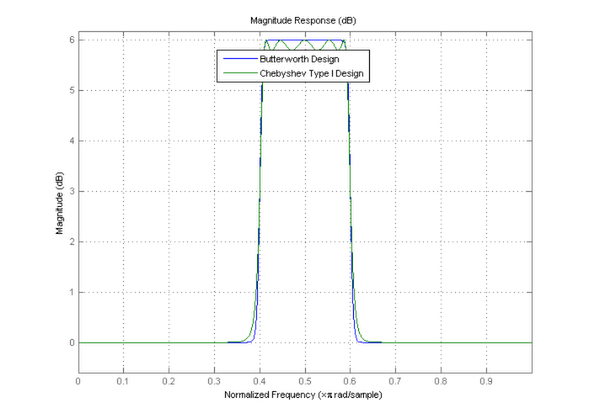 Magnitude Response (dB)
6
Butterworth Design
Chebyshev Type I Design
5
4
Magnitude (dB)
3
2
1
0
0 0.1 0.2 0.3 0.4 0.5 0.6 0.7 0.8 0.9
Normalized Frequency (×π rad/sample)